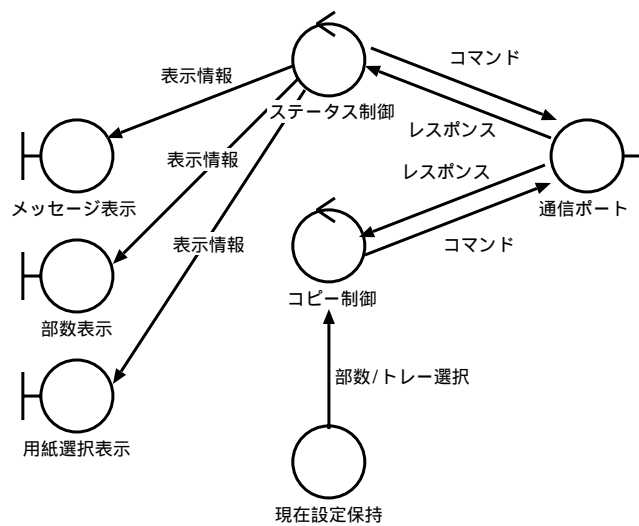 コマンド
表示情報
ステータス制御
レスポンス
表示情報
レスポンス
メッセージ表示
通信ポート
表示情報
コマンド
コピー制御
部数表示
部数/トレー選択
用紙選択表示
現在設定保持